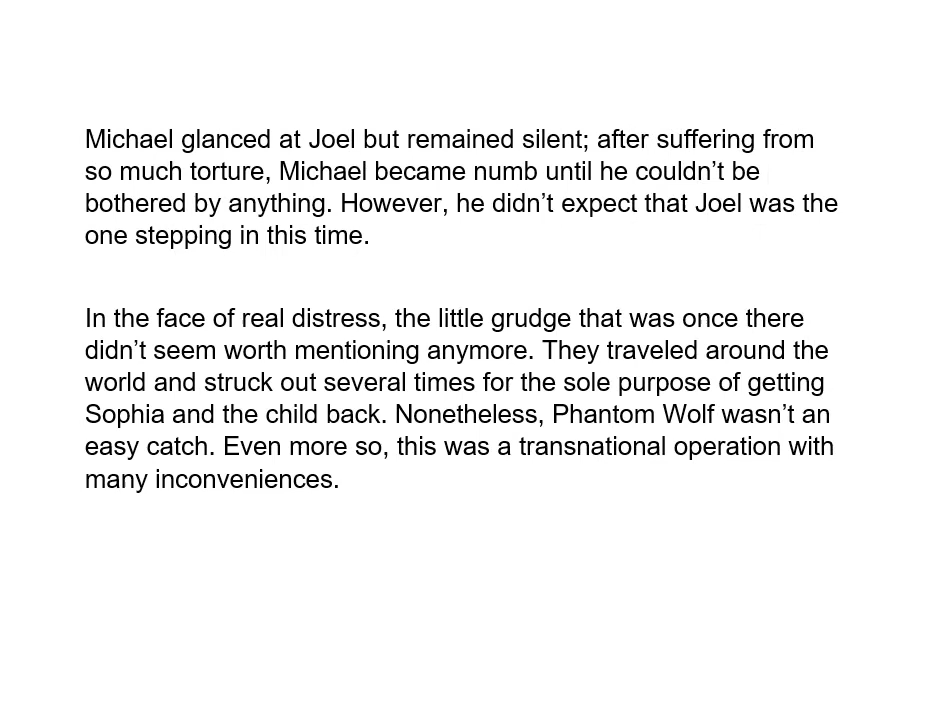 Michael glanced at Joel but remained silent; after suffering from
so much torture, Michael became numb until he couldn’t be
bothered by anything. However, he didn’t expect that Joel was the
one stepping in this time.
In the face of real distress, the little grudge that was once there
didn’t seem worth mentioning anymore. They traveled around the
world and struck out several times for the sole purpose of getting
Sophia and the child back. Nonetheless, Phantom Wolf wasn’t an
easy catch. Even more so, this was a transnational operation with
many inconveniences.